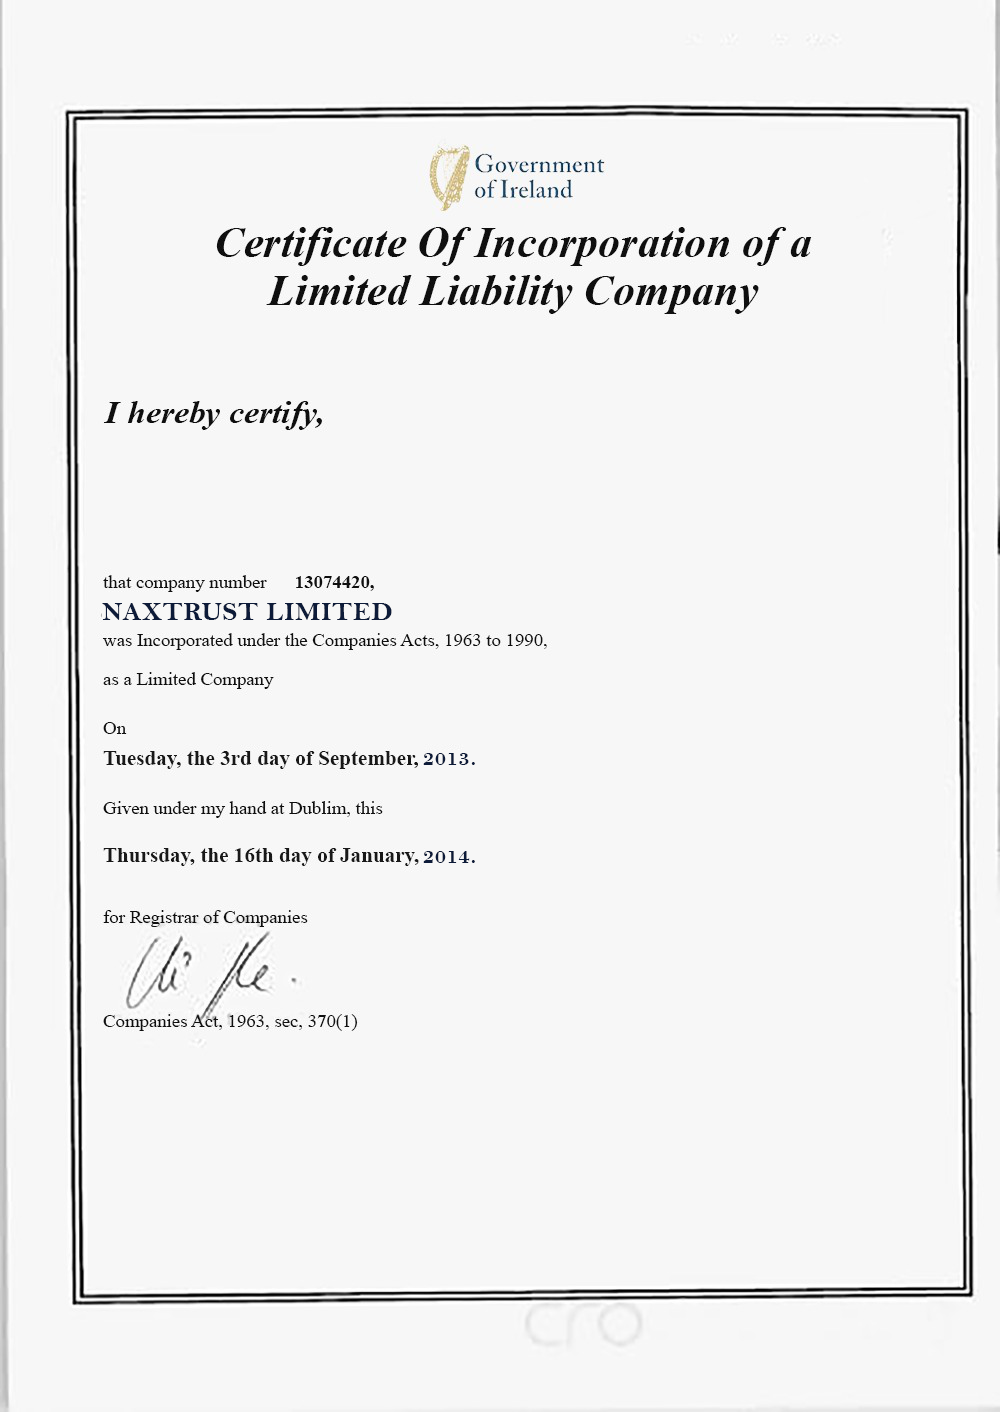 Government
of Ireland
Certificate Of Incorporation of a
Limited Liability Company
I hereby certify,
that company number 13074420,
NAXTRUST LIMITED
was Incorporated under the Companies Acts, 1963 to 1990,
as a Limited Company
On
Tuesday, the 3rd day of September, 2013.
Given under my hand at Dublim, this
Thursday, the 16th day of January, 2014.
for Registrar of Companies
Companies Act, 1963, sec, 370(1)
cro